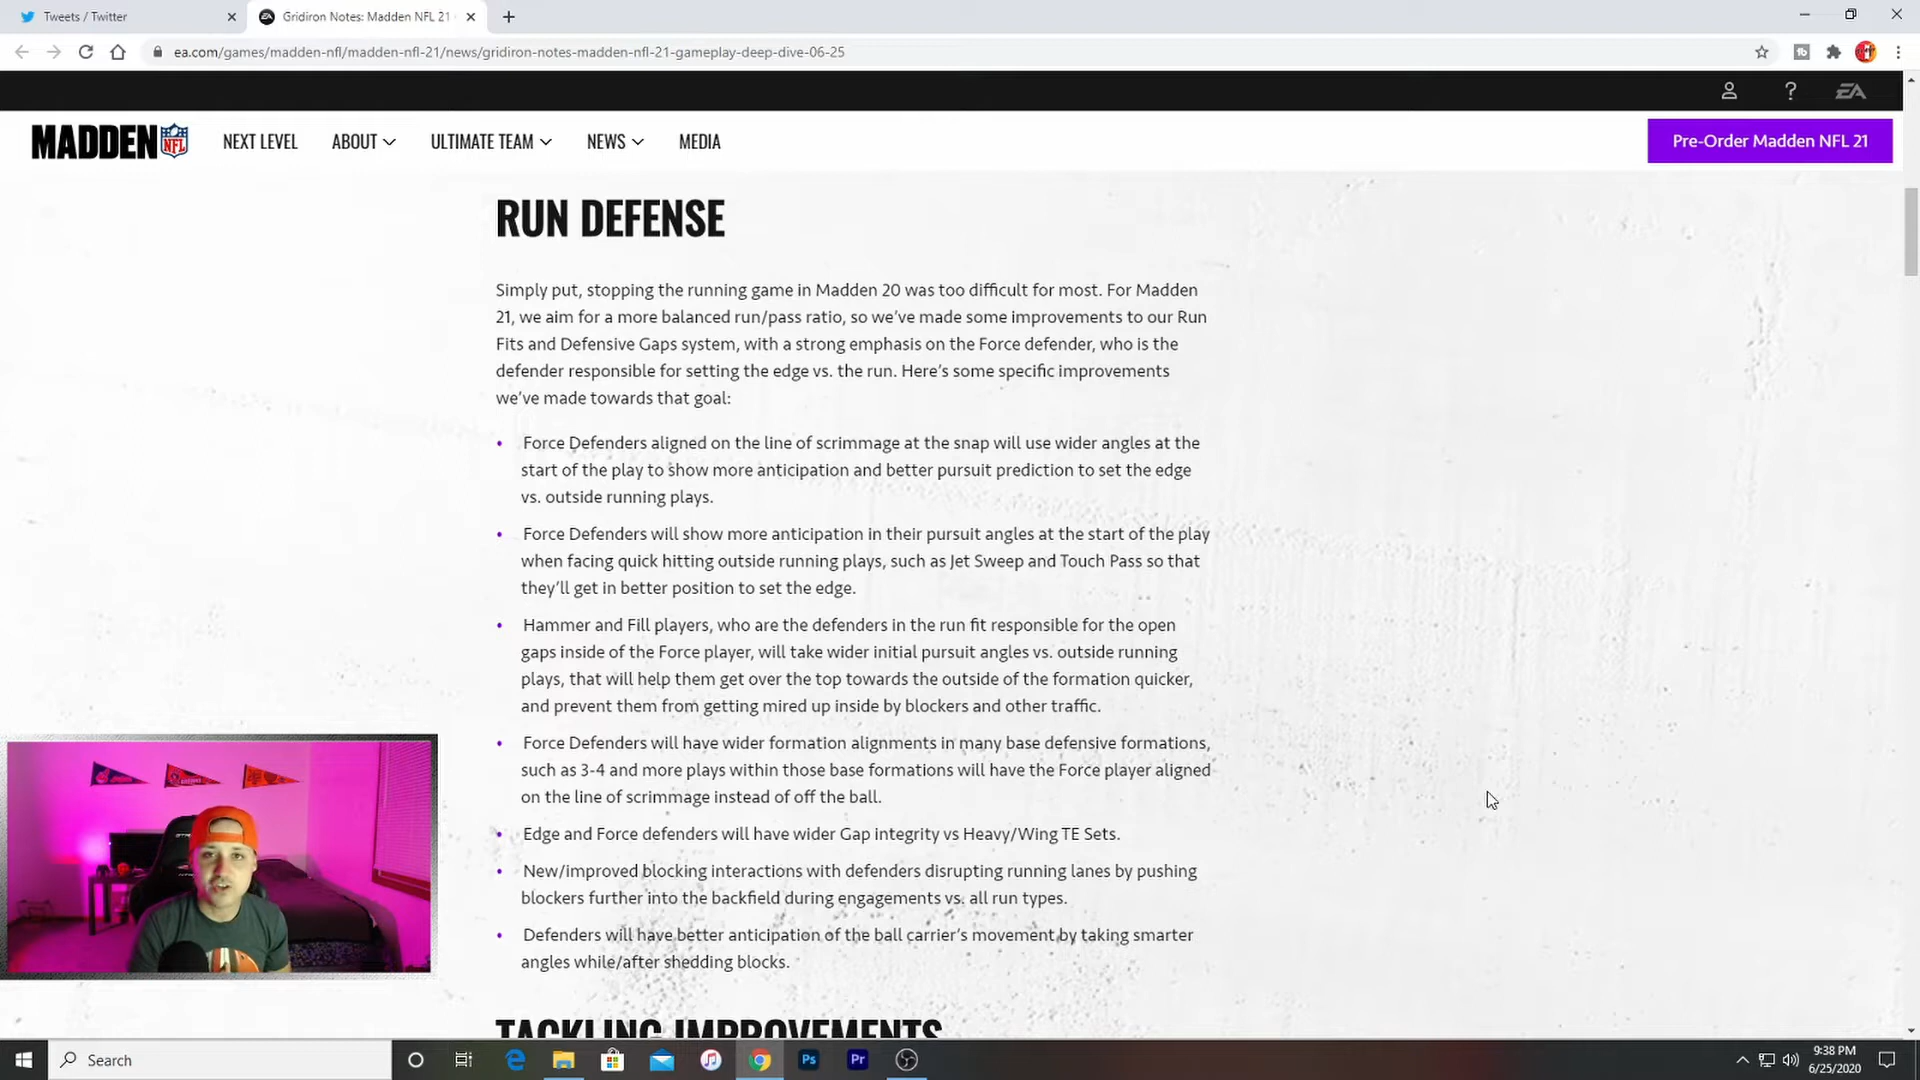 Tweets / Twitter
Gridiron Notes: Madden NFL 21
ea.com/games/madden-nfl/madden-nfl-21/news/gridiron-notes-madden-nfl-21-gameplay-deep-dive-06-25
EA
MADDEN NFL NEXT LEVEL ABOUT ULTIMATE TEAM NEWS MEDIA Pre-Order Madden NFL 21
RUN DEFENSE
Simply put, stopping the running game in Madden 20 was too difficult for most. For Madden
21, we aim for a more balanced run/pass ratio, so we've made some improvements to our Run
Fits and Defensive Gaps system, with a strong emphasis on the Force defender, who is the
defender responsible for setting the edge vs. the run. Here's some specific improvements
we've made towards that goal:
• Force Defenders aligned on the line of scrimmage at the snap will use wider angles at the
start of the play to show more anticipation and better pursuit prediction to set the edge
vs. outside running plays.
• Force Defenders will show more anticipation in their pursuit angles at the start of the play
when facing quick hitting outside running plays, such as Jet Sweep and Touch Pass so that
they'll get in better position to set the edge.
• Hammer and Fill players, who are the defenders in the run fit responsible for the open
gaps inside of the Force player, will take wider initial pursuit angles vs. outside running
plays, that will help them get over the top towards the outside of the formation quicker,
and prevent them from getting mired up inside by blockers and other traffic.
• Force Defenders will have wider formation alignments in many base defensive formations,
such as 3-4 and more plays within those base formations will have the Force player aligned
on the line of scrimmage instead of off the ball.
• Edge and Force defenders will have wider Gap integrity vs Heavy/Wing TE Sets.
• New/improved blocking interactions with defenders disrupting running lanes by pushing
blockers further into the backfield during engagements vs. all run types.
• Defenders will have better anticipation of the ball carrier's movement by taking smarter
angles while/after shedding blocks.
TACKLING IMPROVEMENTS
Search
Ps
Pr
9:38 PM
6/25/2020